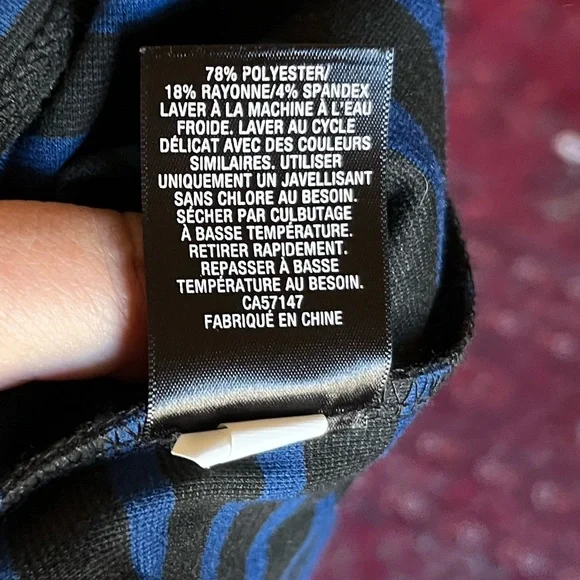 78% POLYESTER/
18% RAYONNE/4% SPANDEX
LAVER À LA MACHINE À L'EAU
FROIDE. LAVER AU CYCLE
DÉLICAT AVEC DES COULEURS
SIMILAIRES. UTILISER
UNIQUEMENT UN JAVELLISANT
SANS CHLORE AU BESOIN.
SÉCHER PAR CULBUTAGE
À BASSE TEMPÉRATURE.
RETIRER RAPIDEMENT.
REPASSER À BASSE
TEMPÉRATURE AU BESOIN.
CA57147
FABRIQUÉ EN CHINE